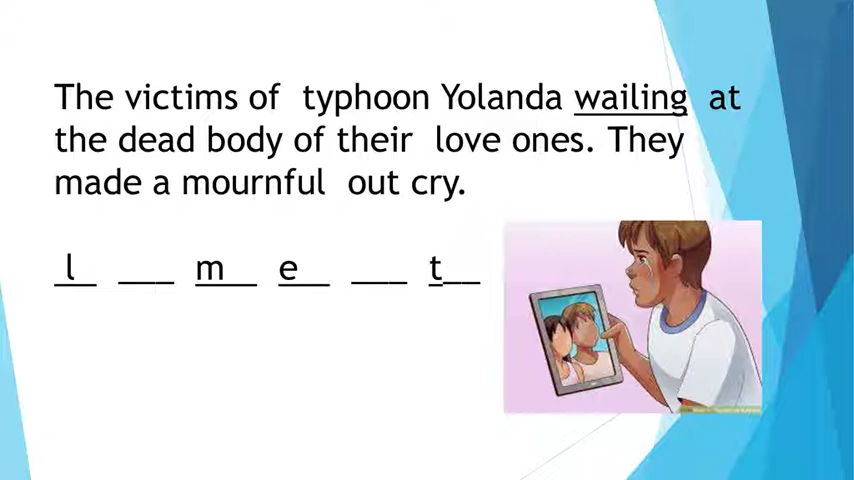 The victims of typhoon Yolanda wailing at
the dead body of their love ones. They
made a mournful out cry.
l ___ m e ___ t__